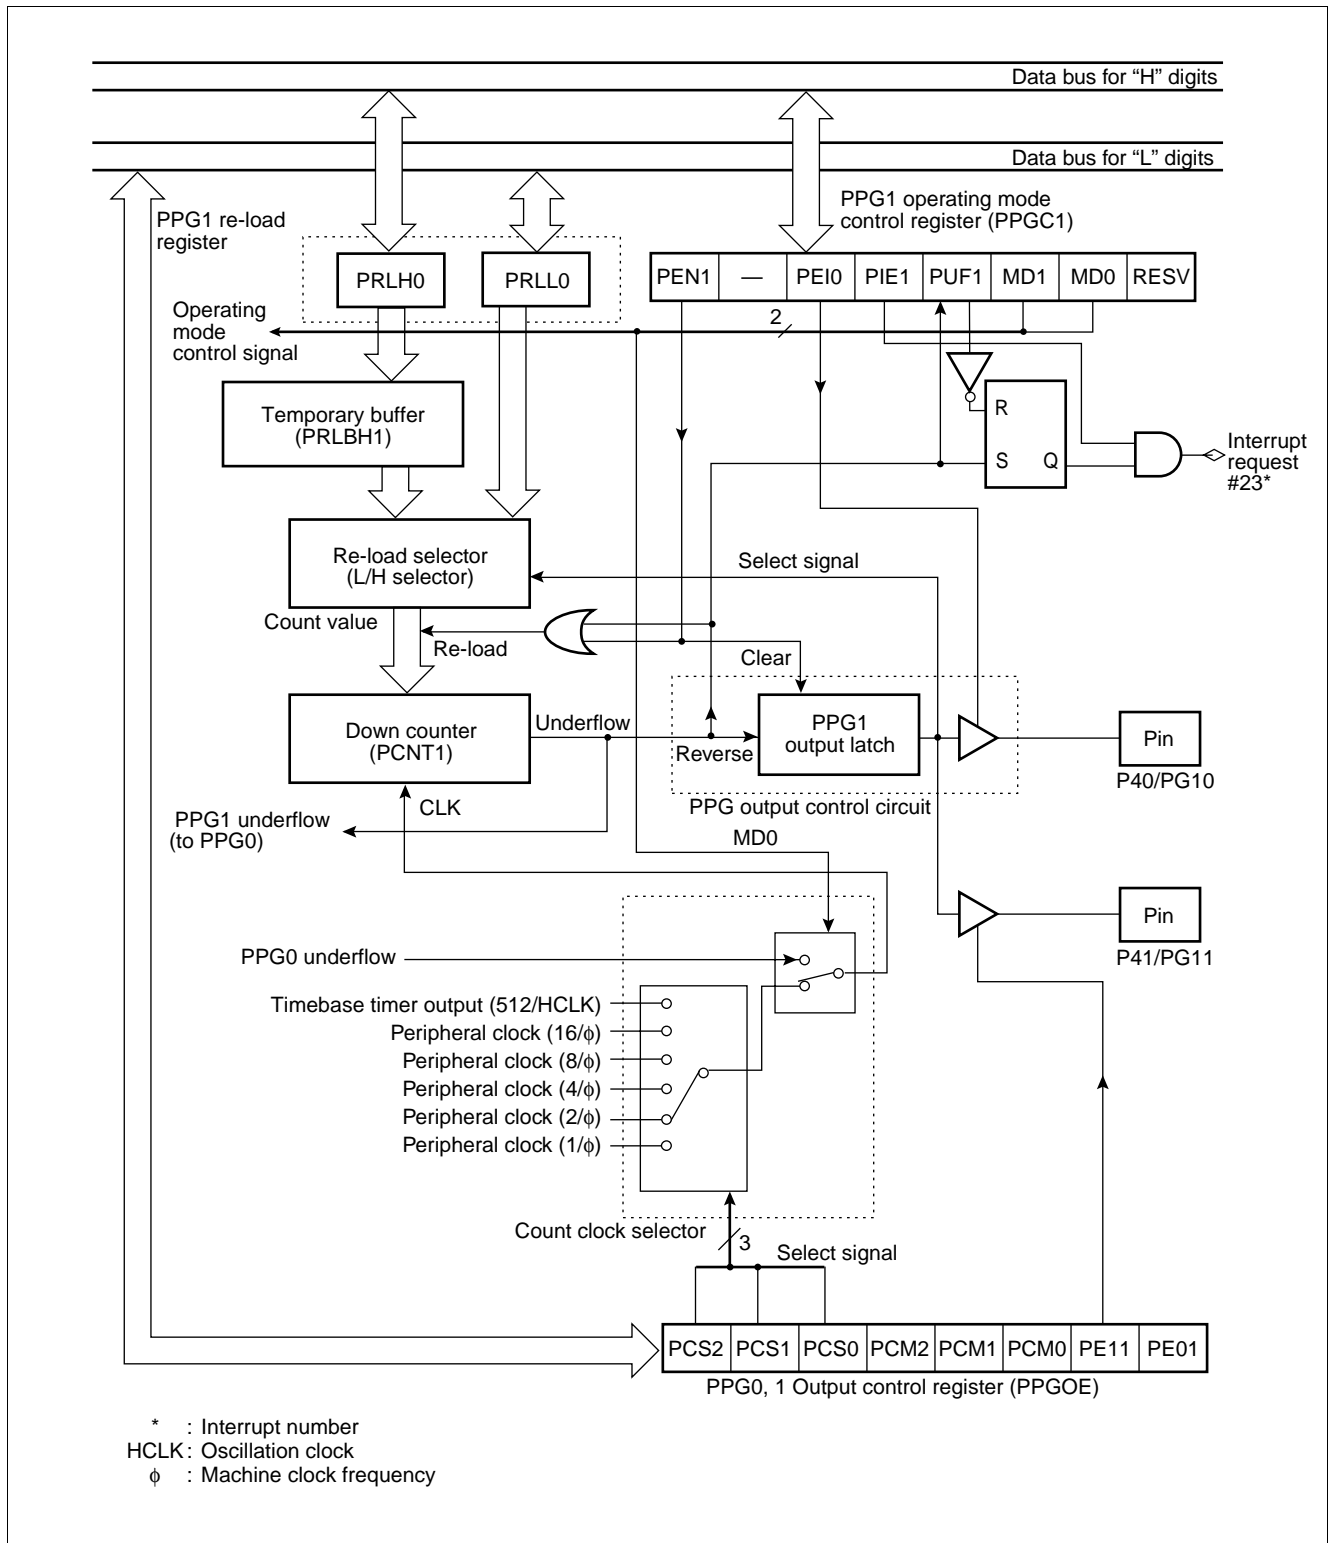 Data bus for “H” digits
Data bus for “L” digits
PPG1 re-load
register
PPG1 operating mode
control register (PPGC1)
PRLH0
PRLL0
PEN1
—
PEI0
PIE1
PUF1
MD1
MD0
RESV
Operating
mode
control signal
2
Temporary buffer
(PRLBH1)
R
S
Q
Interrupt
request
#23*
Re-load selector
(L/H selector)
Select signal
Count value
Re-load
Clear
Down counter
(PCNT1)
Underflow
Reverse
PPG1
output latch
Pin
P40/PG10
PPG output control circuit
CLK
PPG1 underflow
(to PPG0)
MD0
Pin
P41/PG11
PPG0 underflow
Timebase timer output (512/HCLK)
Peripheral clock (16/ϕ)
Peripheral clock (8/ϕ)
Peripheral clock (4/ϕ)
Peripheral clock (2/ϕ)
Peripheral clock (1/ϕ)
Count clock selector
3
Select signal
PCS2
PCS1
PCS0
PCM2
PCM1
PCM0
PE11
PE01
PPG0, 1 Output control register (PPGOE)
* : Interrupt number
HCLK : Oscillation clock
ϕ : Machine clock frequency